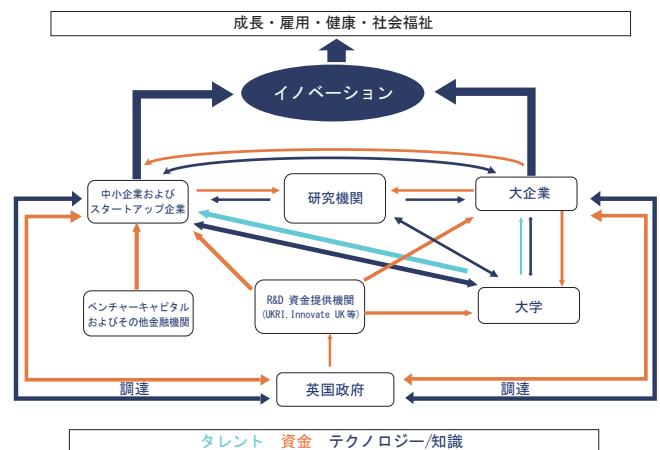 成長・雇用・健康・社会福祉
イノベーション
中小企業および
スタートアップ企業
研究機関
大企業
ベンチャーキャピタル
およびその他金融機関
R&D 資金提供機関
(UKRI, Innovate UK 等)
大学
英国政府
調達
調達
タレント 資金 テクノロジー/知識